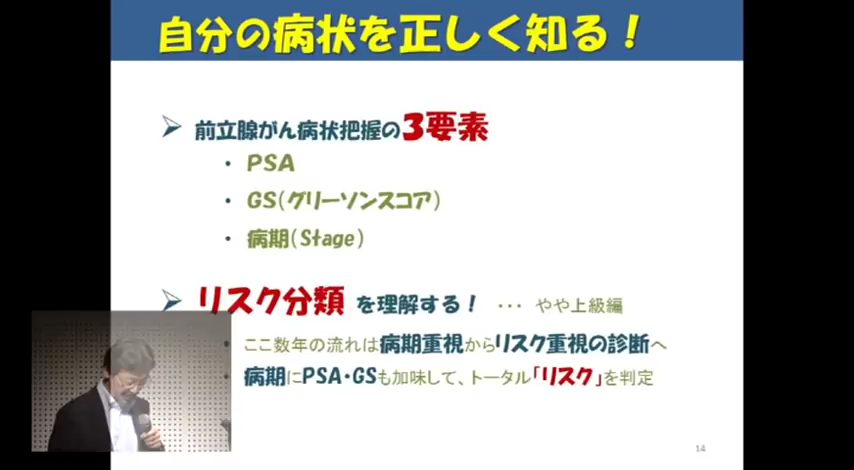 自分の病状を正しく知る！
前立腺がん病状把握の3要素
・ PSA
・ GS(グリーソンスコア)
・ 病期(Stage)
リスク分類 を理解する！ ･･･ やや上級編
ここ数年の流れは病期重視からリスク重視の診断へ
・ 病期にPSA・GSも加味して、トータル「リスク」を判定
14